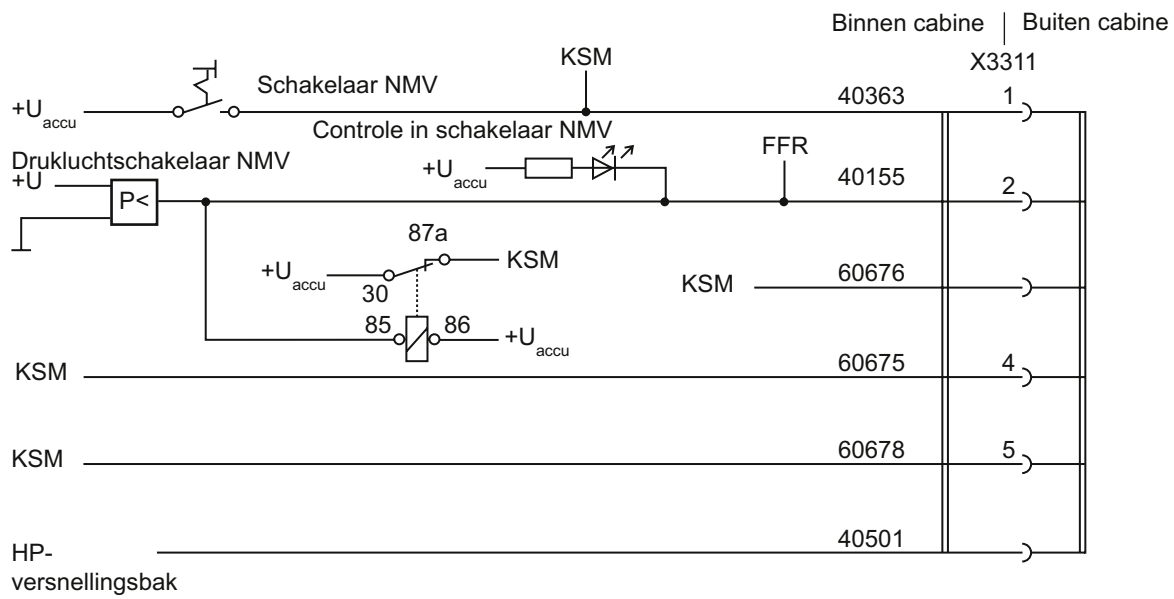 Binnen cabine | Buiten cabine
X3311
KSM
Schakelaar NMV
+U accu
40363 1
Controle in schakelaar NMV
Drukluchtschakelaar NMV
+U accu
FFR
+U
P<
40155 2
87a
+U accu
KSM
30
KSM 60676
85 86 +U accu
KSM 60675 4
KSM 60678 5
HP-
versnellingsbak
40501